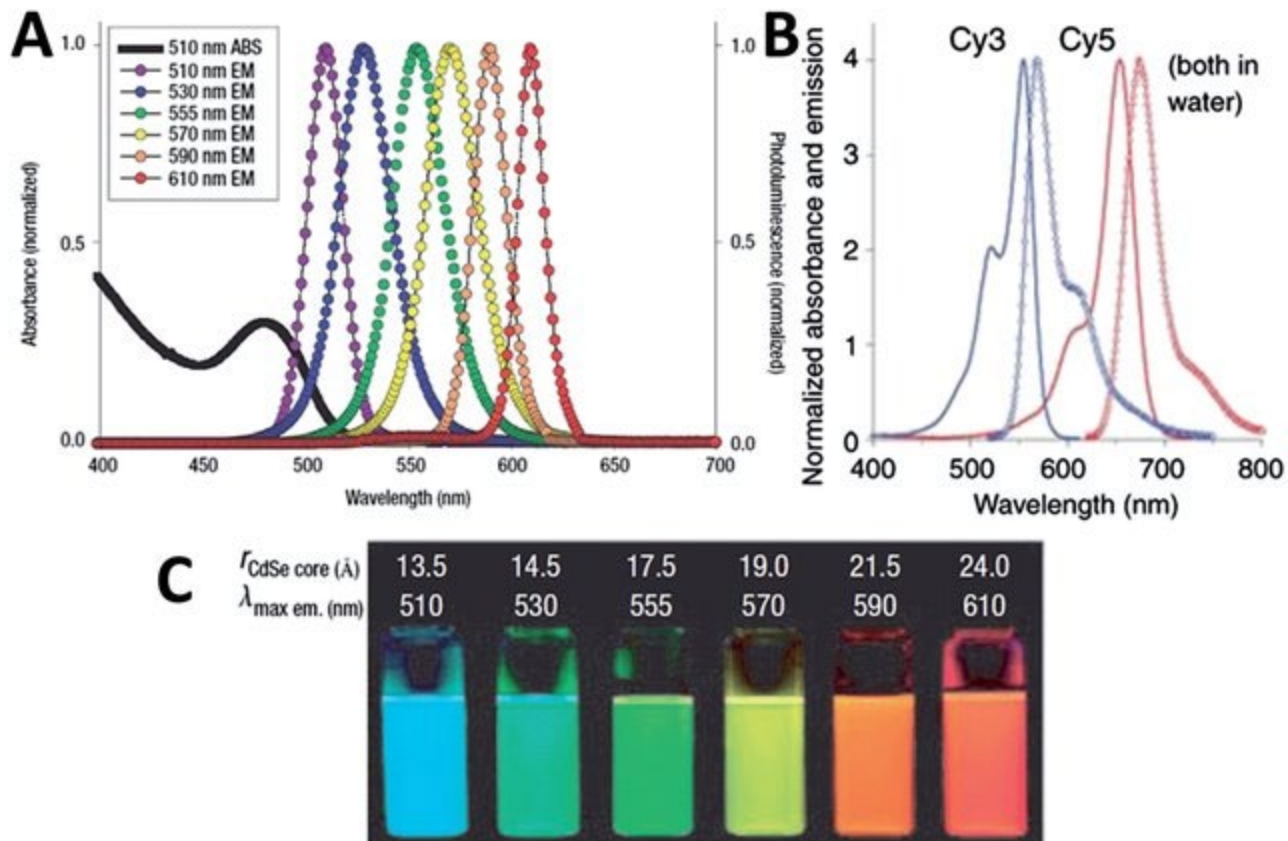 A
510 nm ABS
510 nm EM
530 nm EM
555 nm EM
570 nm EM
590 nm EM
610 nm EM
1.0
0.5
0.0
Absorbance (normalized)
400
450
500
550
600
650
700
Wavelength (nm)
1.0
0.5
0.0
Photoluminescence (normalized)
B
Cy3
Cy5
(both in
water)
4
3
2
1
0
Normalized absorbance and emission
400
500
600
700
800
Wavelength (nm)
C
rCdSe core (Å) 13.5 14.5 17.5 19.0 21.5 24.0
λmax em. (nm) 510 530 555 570 590 610